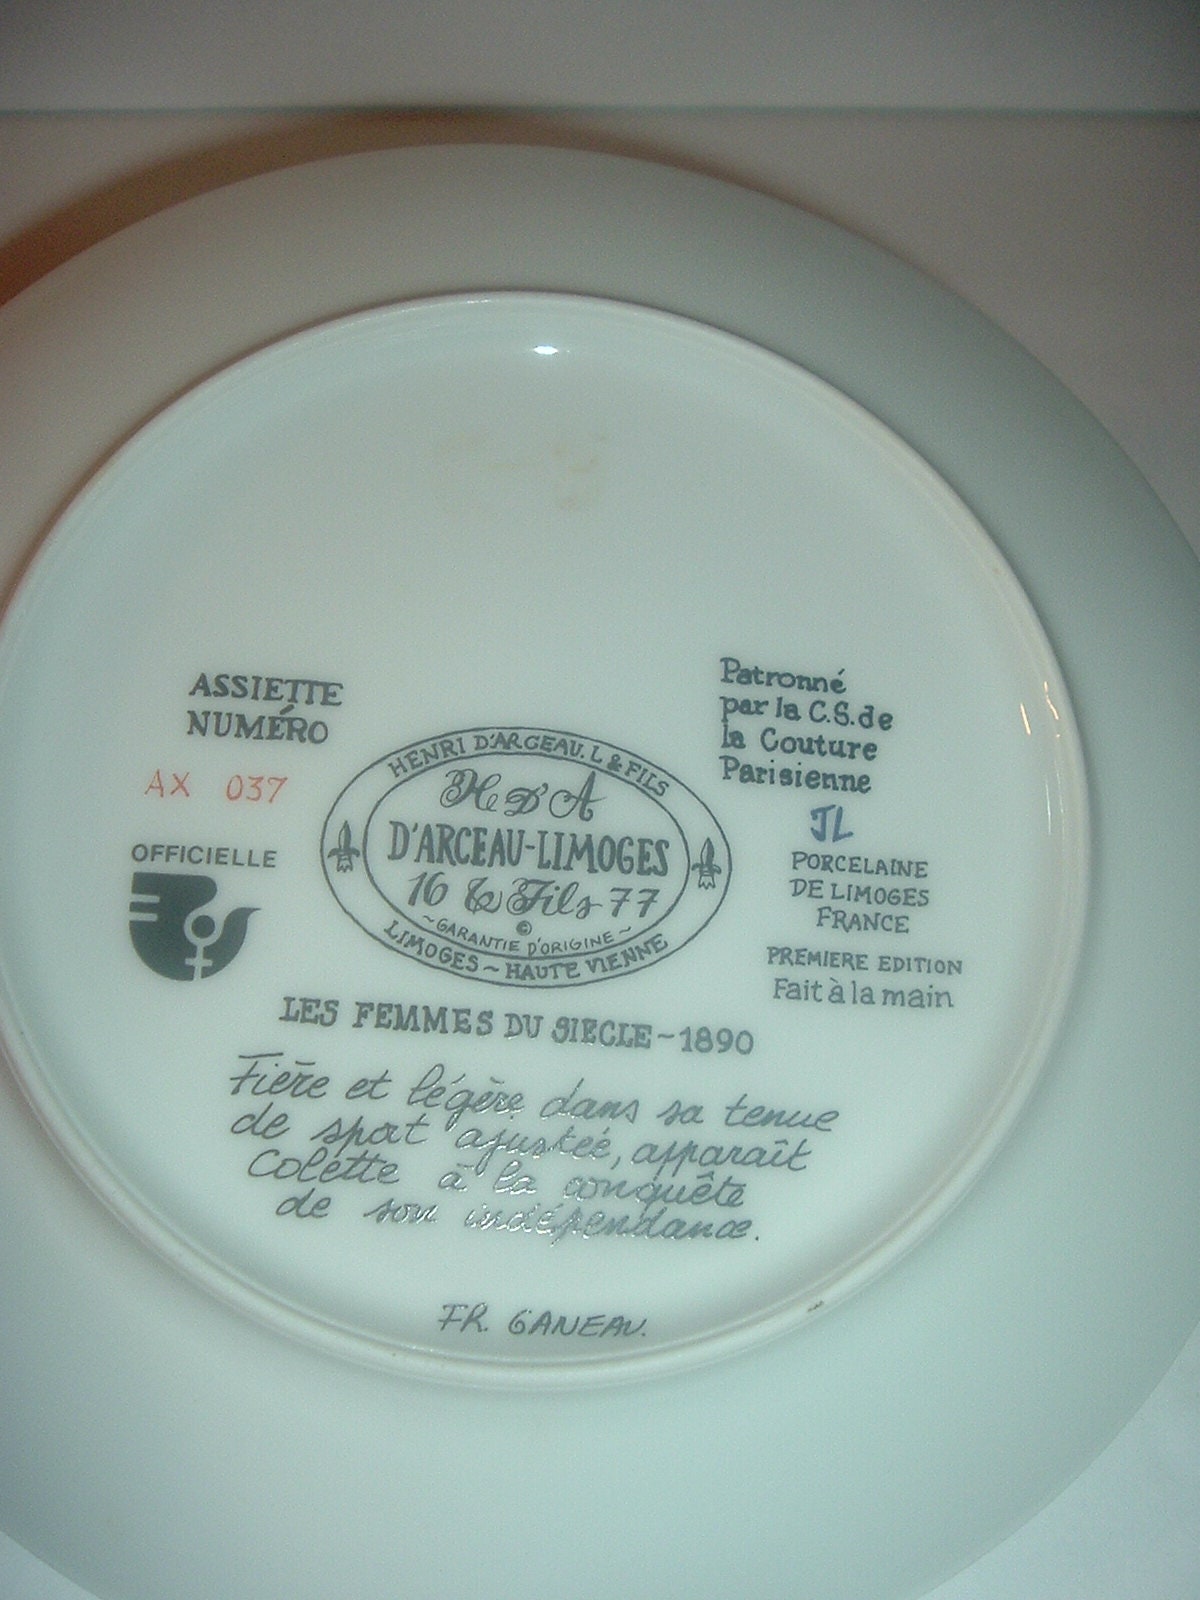 ASSIETTE
NUMÉRO
AX 037
OFFICIELLE
HENRI D'ARCEAU. L & FILS
H D'A
D'ARCEAU-LIMOGES
16 & Fils 77
©
~GARANTIE D'ORIGINE~
LIMOGES ~ HAUTE VIENNE
Patronné
par la C.S. de
la Couture
Parisienne
JL
PORCELAINE
DE LIMOGES
FRANCE
PREMIERE EDITION
Fait à la main
LES FEMMES DU SIECLE ~ 1890
Fière et légère dans sa tenue
de sport ajustée, apparaît
Colette à la conquête
de son indépendance.
FR. GANEAU.